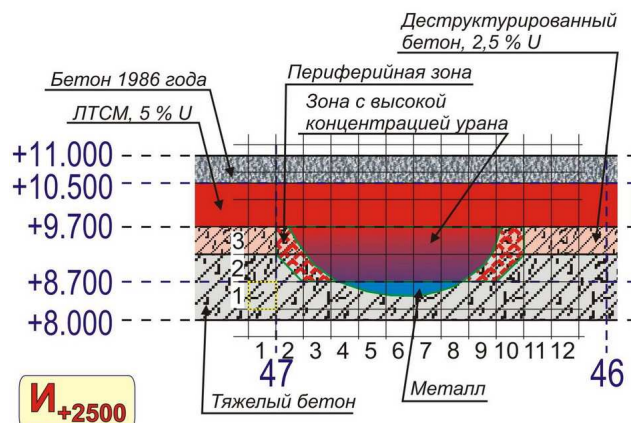 Деструктурированный
бетон, 2,5 % U
Бетон 1986 года
Периферийная зона
ЛТСМ, 5 % U
Зона с высокой
концентрацией урана
+11.000
+10.500
+9.700
3
2
+8.700
1
+8.000
1 2 3 4 5 6 7 8 9 10 11 12
47
46
Тяжелый бетон
Металл
И+2500